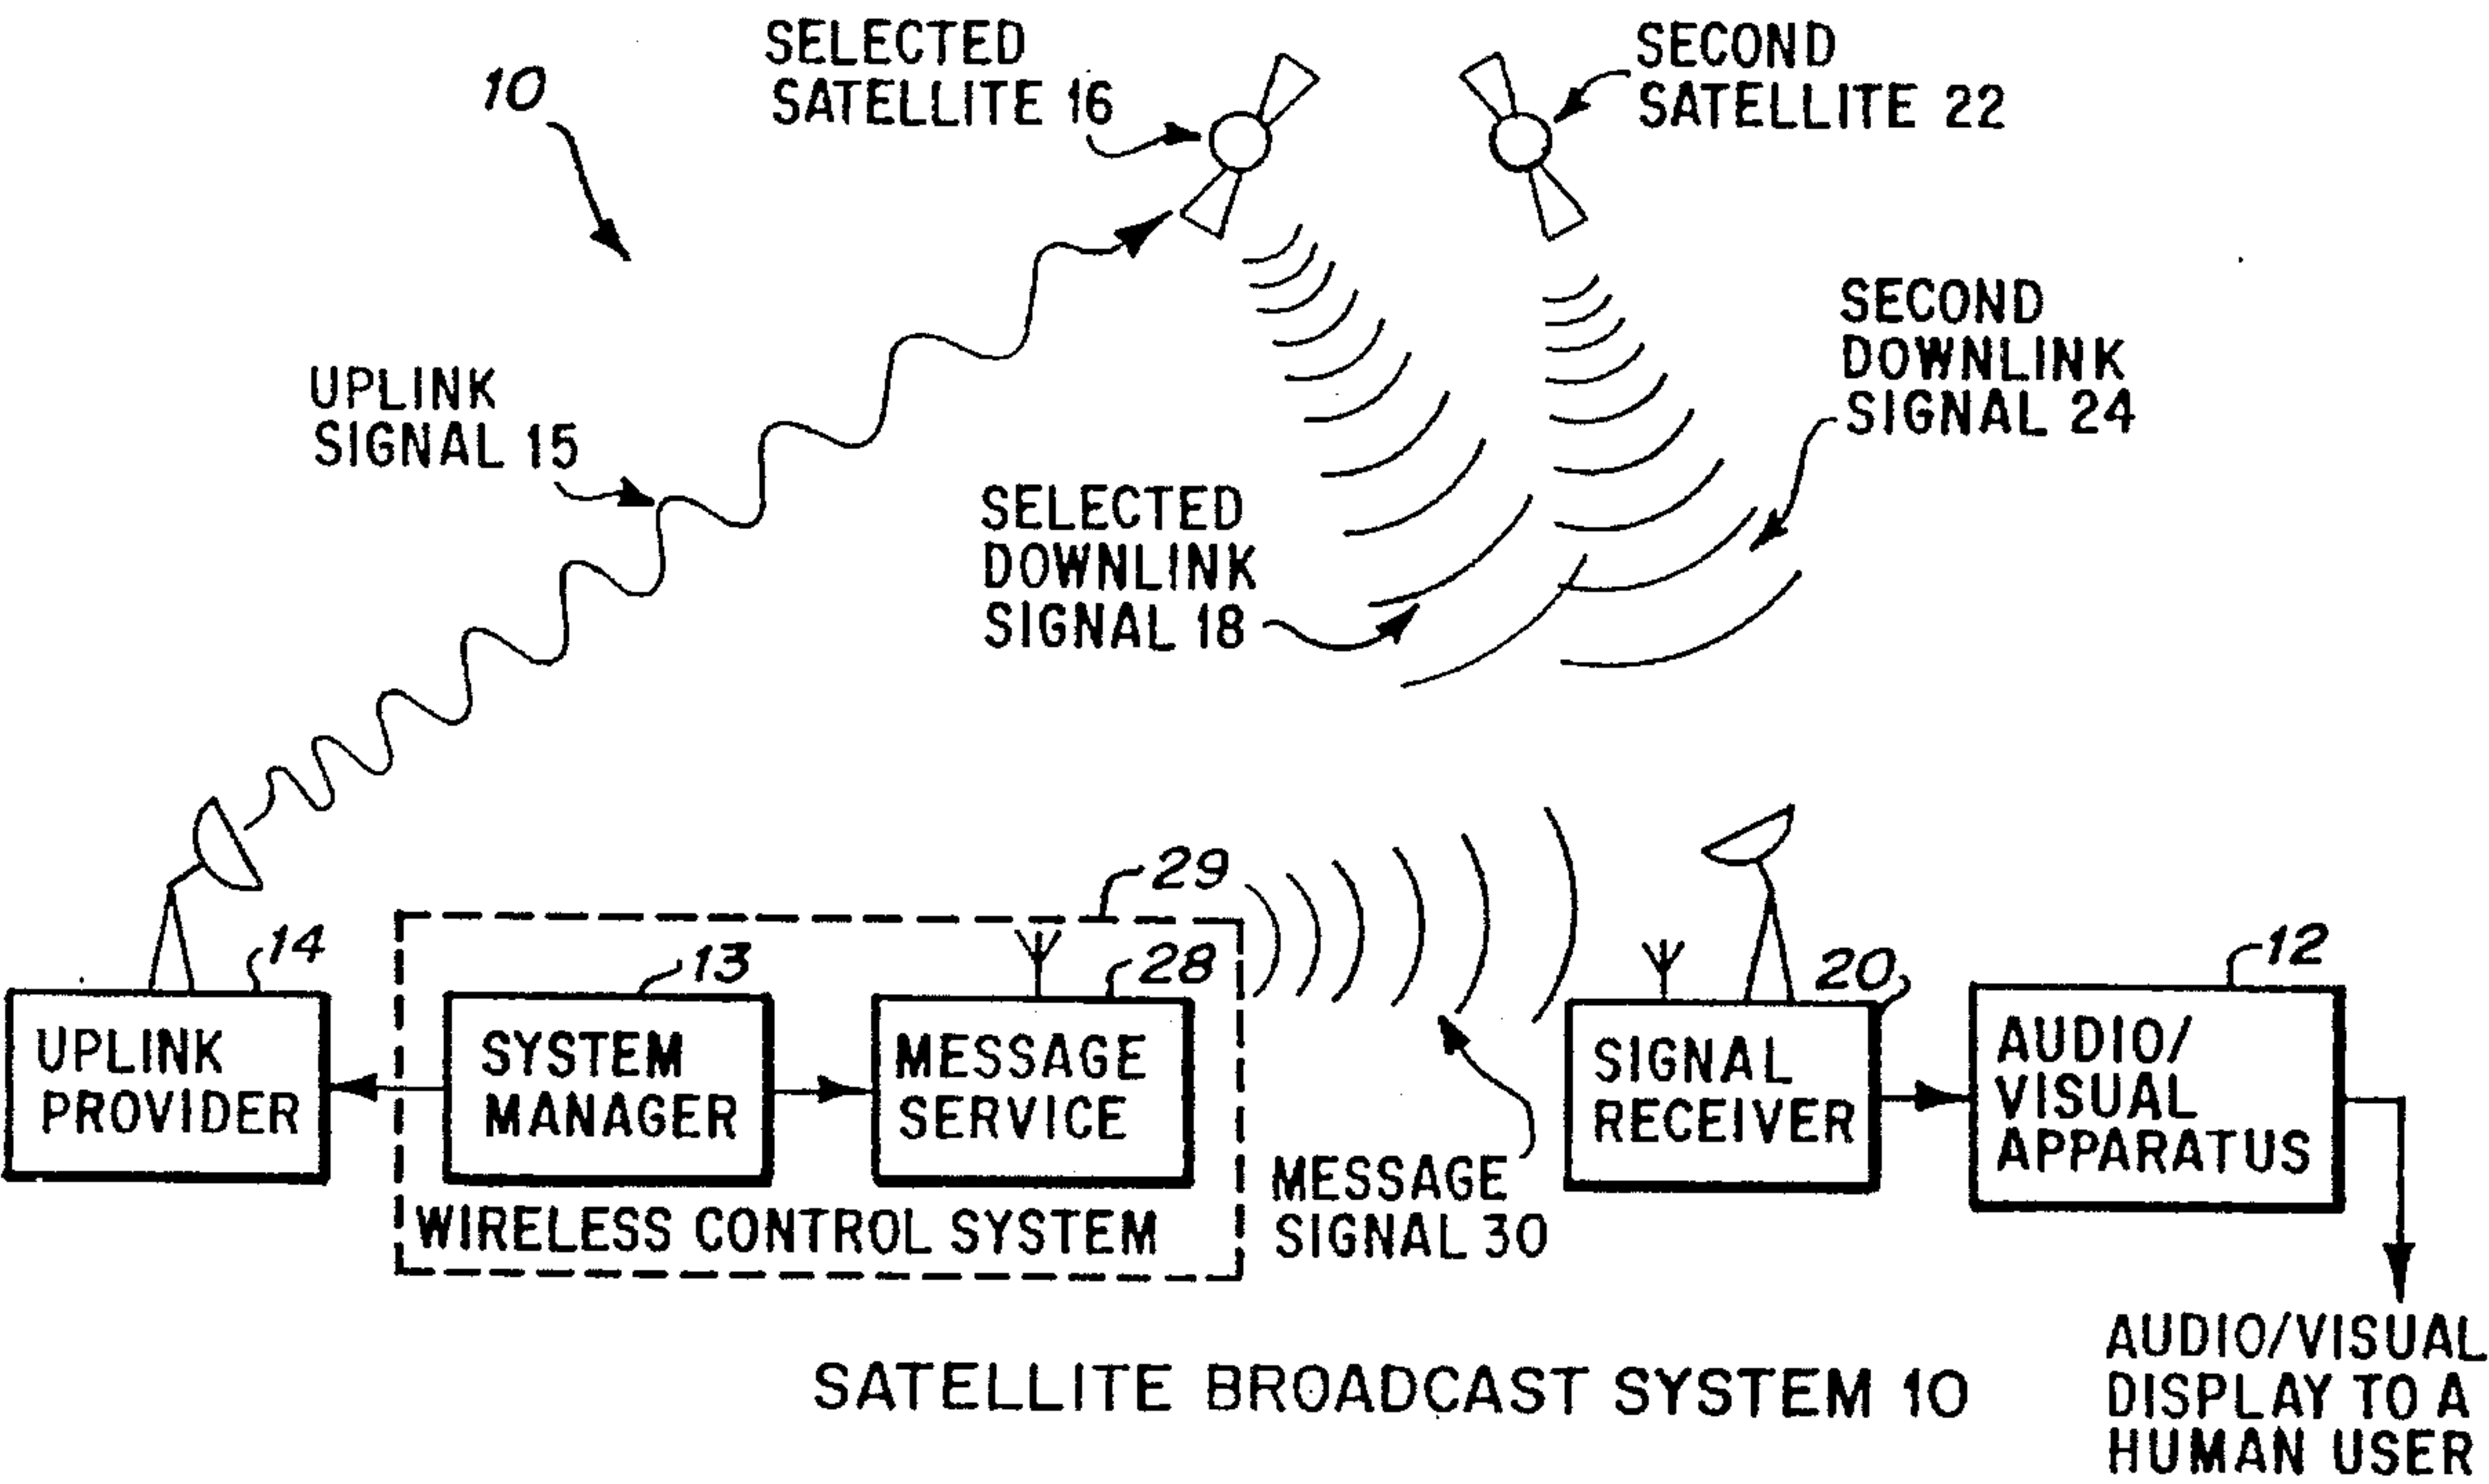 10
SELECTED
SATELLITE 16
SECOND
SATELLITE 22
UPLINK
SIGNAL 15
SECOND
DOWNLINK
SIGNAL 24
SELECTED
DOWNLINK
SIGNAL 18
14
UPLINK
PROVIDER
29
13
SYSTEM
MANAGER
28
MESSAGE
SERVICE
WIRELESS CONTROL SYSTEM
MESSAGE
SIGNAL 30
20
SIGNAL
RECEIVER
12
AUDIO/
VISUAL
APPARATUS
AUDIO/VISUAL
DISPLAY TO A
HUMAN USER
SATELLITE BROADCAST SYSTEM 10